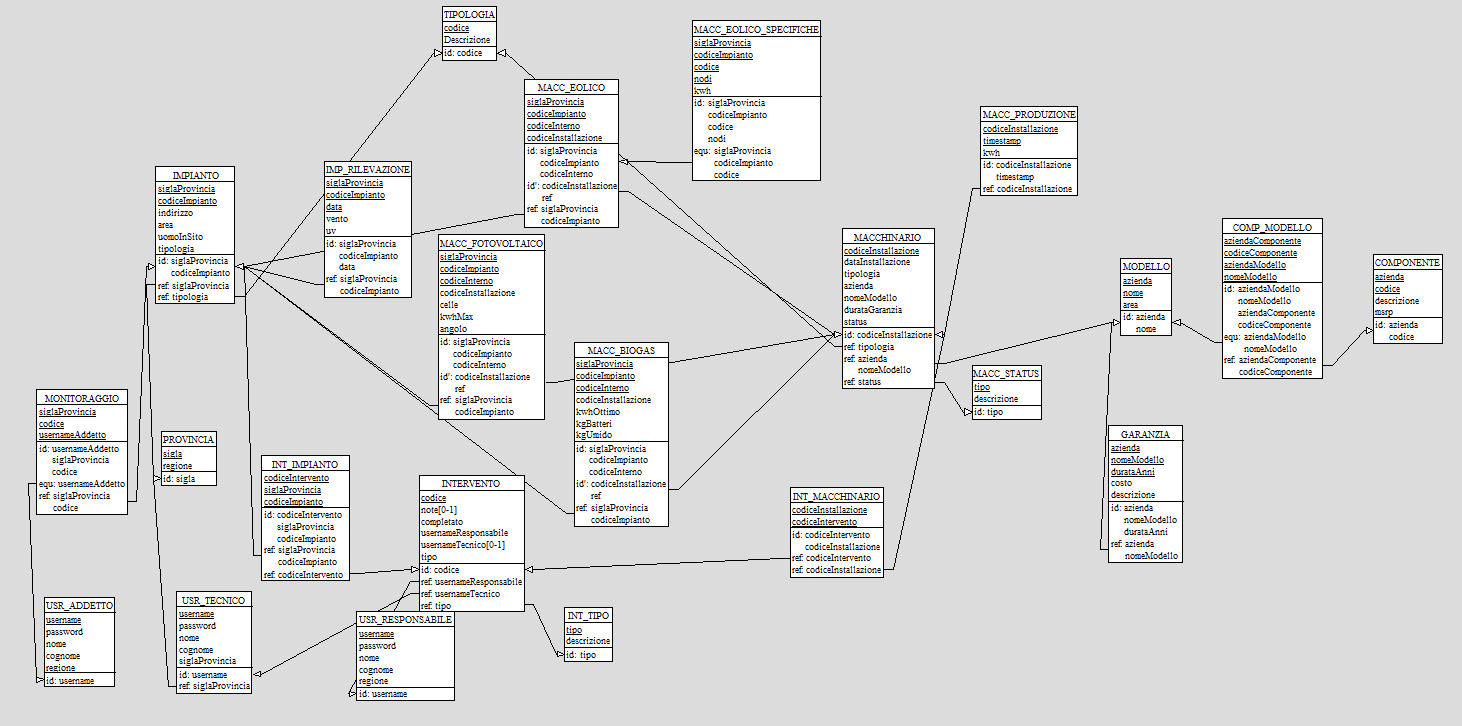 TIPOLOGIA
codice
Descrizione
id: codice
MACC_EOLICO_SPECIFICHE
siglaProvincia
codiceImpianto
codice
nodi
kwh
id: siglaProvincia
codiceImpianto
codice
nodi
equ: siglaProvincia
codiceImpianto
codice
MACC_EOLICO
siglaProvincia
codiceImpianto
codiceInterno
codiceInstallazione
id: siglaProvincia
codiceImpianto
codiceInterno
id': codiceInstallazione
ref
ref: siglaProvincia
codiceImpianto
MACC_PRODUZIONE
codiceInstallazione
timestamp
kwh
id: codiceInstallazione
timestamp
ref: codiceInstallazione
IMPIANTO
siglaProvincia
codiceImpianto
indirizzo
area
uomoInSito
tipologia
id: siglaProvincia
codiceImpianto
ref: siglaProvincia
ref: tipologia
IMP_RILEVAZIONE
siglaProvincia
codiceImpianto
data
vento
uv
id: siglaProvincia
codiceImpianto
data
ref: siglaProvincia
codiceImpianto
MACC_FOTOVOLTAICO
siglaProvincia
codiceImpianto
codiceInterno
codiceInstallazione
celle
kwhMax
angolo
id: siglaProvincia
codiceImpianto
codiceInterno
id': codiceInstallazione
ref
ref: siglaProvincia
codiceImpianto
MACCHINARIO
codiceInstallazione
dataInstallazione
tipologia
azienda
nomeModello
durataGaranzia
status
id: codiceInstallazione
ref: tipologia
ref: azienda
nomeModello
ref: status
COMP_MODELLO
aziendaComponente
codiceComponente
aziendaModello
nomeModello
id: aziendaModello
nomeModello
aziendaComponente
codiceComponente
equ: aziendaModello
nomeModello
ref: aziendaComponente
codiceComponente
MODELLO
azienda
nome
area
id: azienda
nome
COMPONENTE
azienda
codice
descrizione
msrp
id: azienda
codice
MACC_BIOGAS
siglaProvincia
codiceImpianto
codiceInterno
codiceInstallazione
kwhOttimo
kgBatteri
kgUmido
id: siglaProvincia
codiceImpianto
codiceInterno
id': codiceInstallazione
ref
ref: siglaProvincia
codiceImpianto
MACC_STATUS
tipo
descrizione
id: tipo
MONITORAGGIO
siglaProvincia
codice
usernameAddetto
id: usernameAddetto
siglaProvincia
codice
equ: usernameAddetto
ref: siglaProvincia
codice
PROVINCIA
sigla
regione
id: sigla
GARANZIA
azienda
nomeModello
durataAnni
costo
descrizione
id: azienda
nomeModello
durataAnni
ref: azienda
nomeModello
INT_IMPIANTO
codiceIntervento
siglaProvincia
codiceImpianto
id: codiceIntervento
siglaProvincia
codiceImpianto
ref: siglaProvincia
codiceImpianto
ref: codiceIntervento
INTERVENTO
codice
note[0-1]
completato
usernameResponsabile
usernameTecnico[0-1]
tipo
id: codice
ref: usernameResponsabile
ref: usernameTecnico
ref: tipo
INT_MACCHINARIO
codiceInstallazione
codiceIntervento
id: codiceIntervento
codiceInstallazione
ref: codiceIntervento
ref: codiceInstallazione
USR_ADDETTO
username
password
nome
cognome
regione
id: username
USR_TECNICO
username
password
nome
cognome
siglaProvincia
id: username
ref: siglaProvincia
USR_RESPONSABILE
username
password
nome
cognome
regione
id: username
INT_TIPO
tipo
descrizione
id: tipo